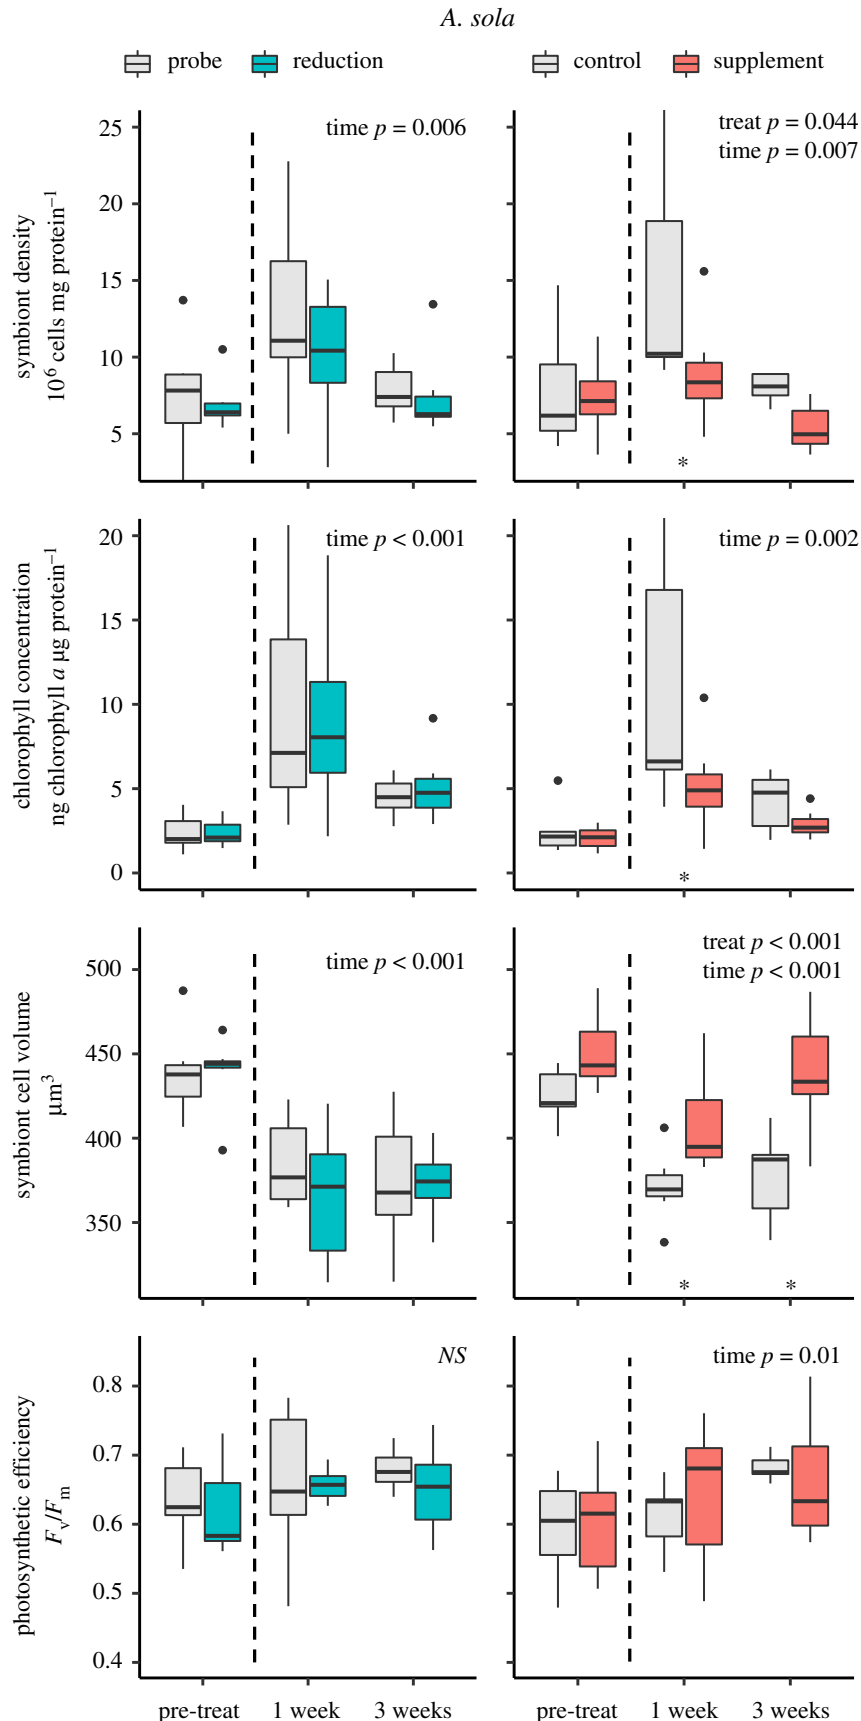 A. sola
probe reduction control supplement
symbiont density
10⁶ cells mg protein⁻¹
25
20
15
10
5
time p = 0.006
treat p = 0.044
time p = 0.007
*
chlorophyll concentration
ng chlorophyll a µg protein⁻¹
20
15
10
5
0
time p < 0.001
time p = 0.002
*
symbiont cell volume
µm³
500
450
400
350
time p < 0.001
treat p < 0.001
time p < 0.001
* *
photosynthetic efficiency
Fv/Fm
0.8
0.7
0.6
0.5
0.4
NS
time p = 0.01
pre-treat 1 week 3 weeks pre-treat 1 week 3 weeks